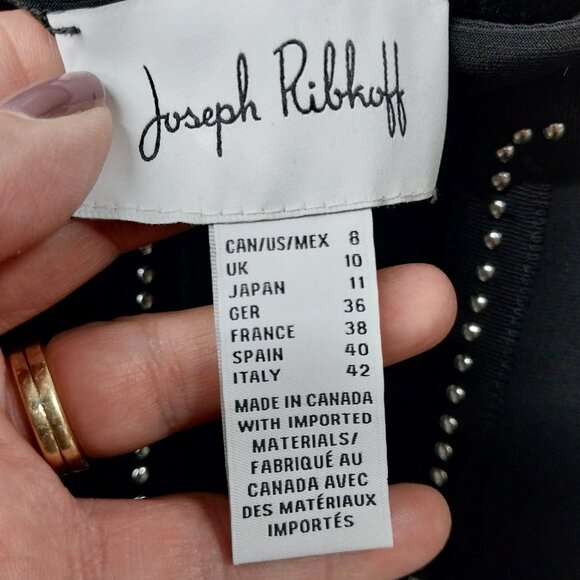 Joseph Ribkoff
CAN/US/MEX 8
UK 10
JAPAN 11
GER 36
FRANCE 38
SPAIN 40
ITALY 42
MADE IN CANADA
WITH IMPORTED
MATERIALS/
FABRIQUÉ AU
CANADA AVEC
DES MATÉRIAUX
IMPORTÉS